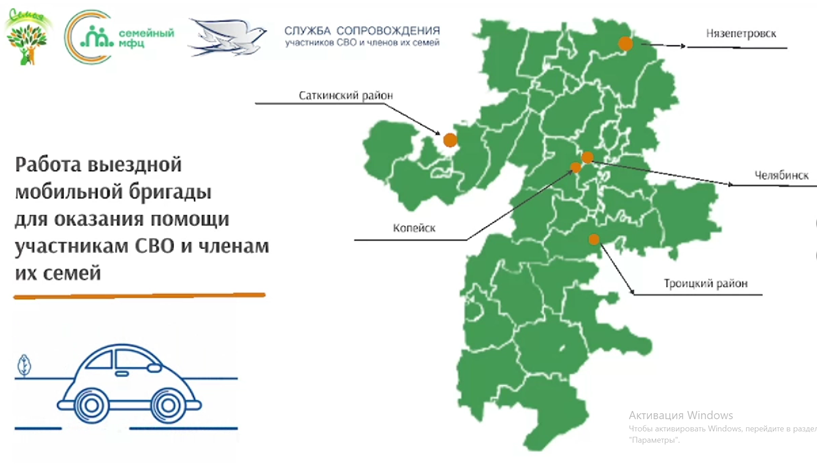 Семья
семейный
мфц
СЛУЖБА СОПРОВОЖДЕНИЯ
участников СВО и членов их семей
Нязепетровск
Саткинский район
Работа выездной
мобильной бригады
для оказания помощи
участникам СВО и членам
их семей
Челябинск
Копейск
Троицкий район
Активация Windows
Чтобы активировать Windows, перейдите в раздел
"Параметры".